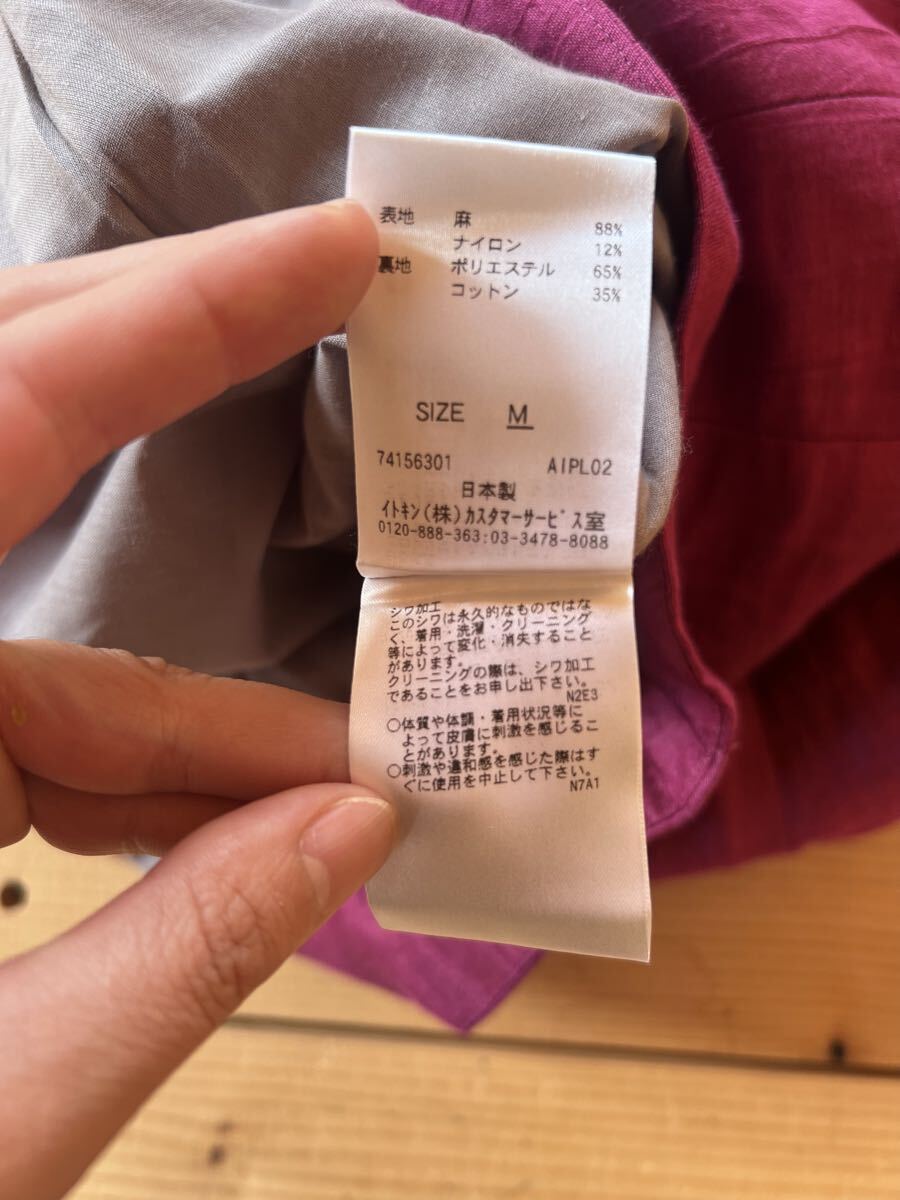 表地 麻 88%
ナイロン 12%
裏地 ポリエステル 65%
コットン 35%
SIZE M
74156301 AIPL02
日本製
イトキン(株)カスタマーサービス室
0120-888-363:03-3478-8088
シワ加工
このシワは永久的なものではな
く、着用・洗濯・クリーニング
等によって変化・消失すること
があります。
クリーニングの際は、シワ加工
であることをお申し出下さい。
N2E3
○体質や体調・着用状況等に
よって皮膚に刺激を感じるこ
とがあります。
○刺激や違和感を感じた際はす
ぐに使用を中止して下さい。
N7A1